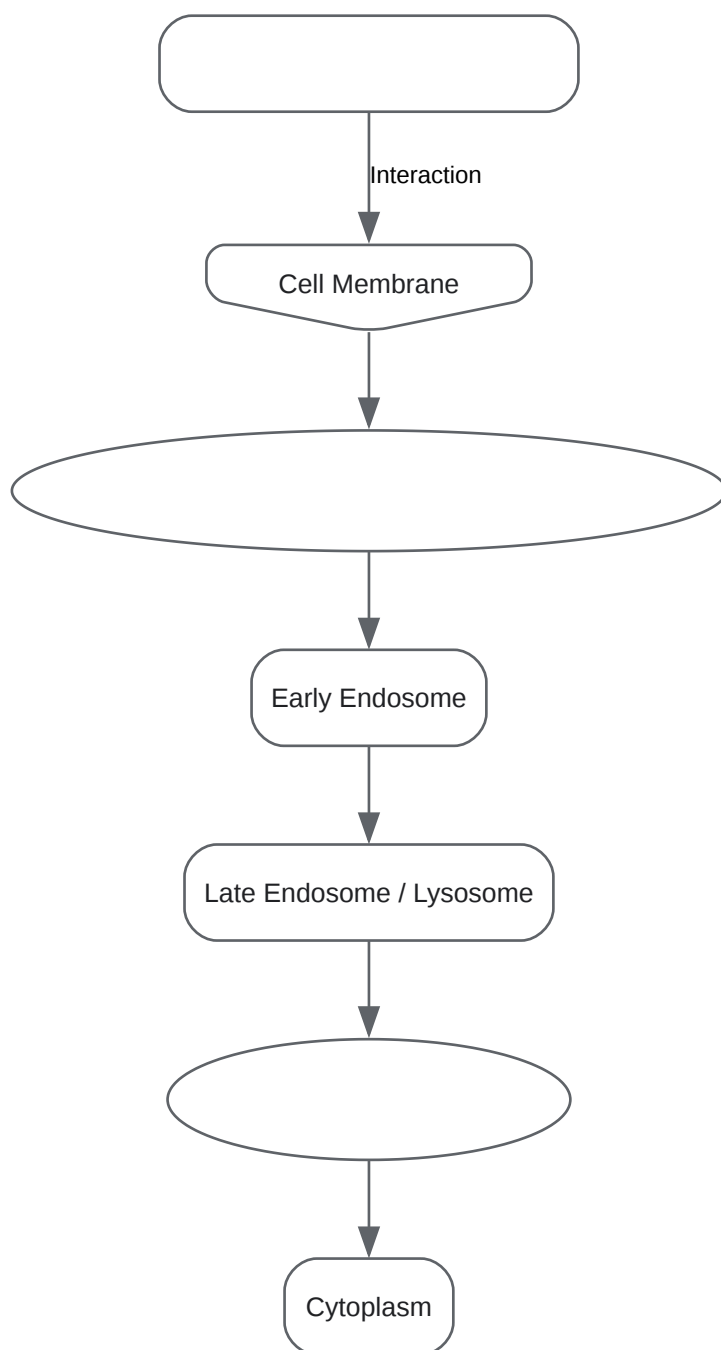 Interaction
Cell Membrane
Early Endosome
Late Endosome / Lysosome
Cytoplasm